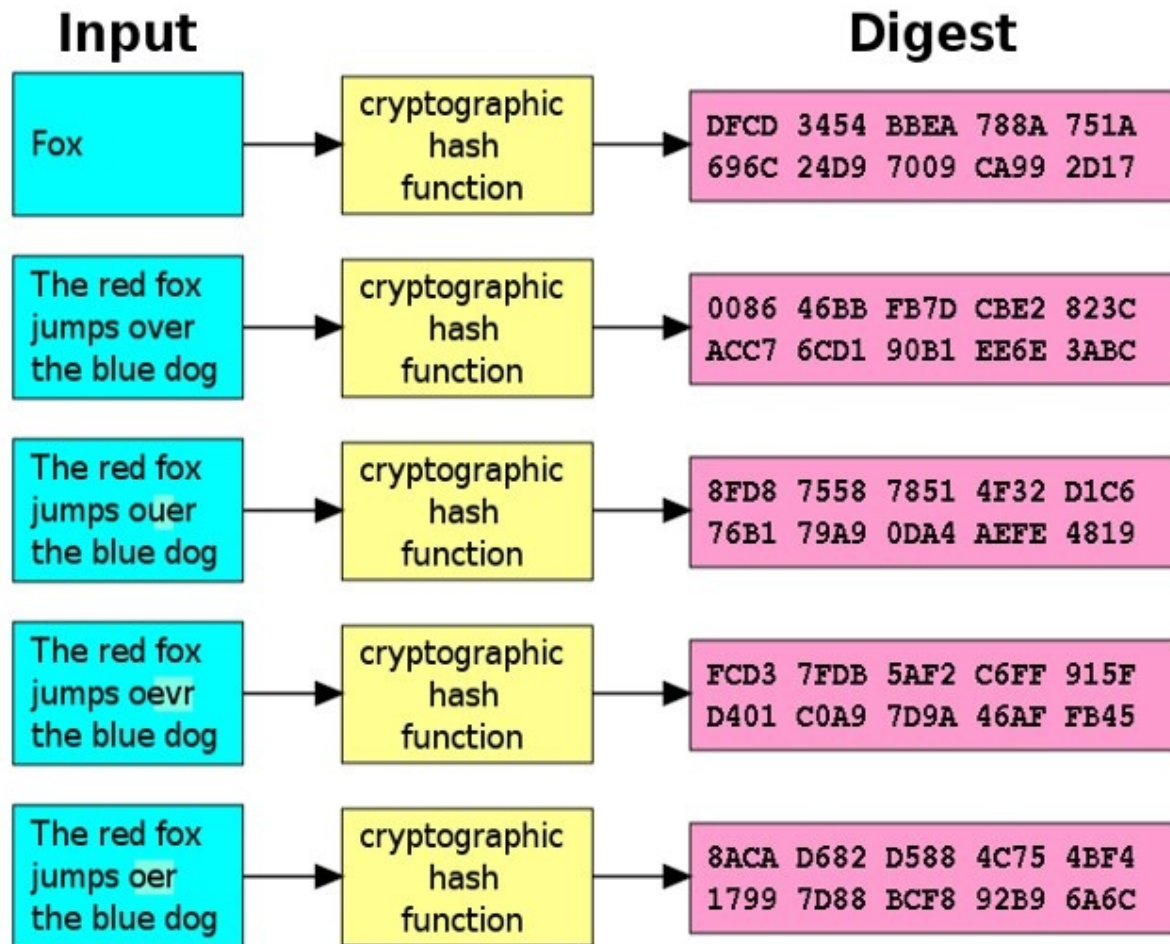 Input
Digest
Fox
cryptographic
hash
function
DFCD 3454 BBEA 788A 751A
696C 24D9 7009 CA99 2D17
The red fox
jumps over
the blue dog
cryptographic
hash
function
0086 46BB FB7D CBE2 823C
ACC7 6CD1 90B1 EE6E 3ABC
The red fox
jumps ouer
the blue dog
cryptographic
hash
function
8FD8 7558 7851 4F32 D1C6
76B1 79A9 0DA4 AEFE 4819
The red fox
jumps oevr
the blue dog
cryptographic
hash
function
FCD3 7FDB 5AF2 C6FF 915F
D401 C0A9 7D9A 46AF FB45
The red fox
jumps oer
the blue dog
cryptographic
hash
function
8ACA D682 D588 4C75 4BF4
1799 7D88 BCF8 92B9 6A6C